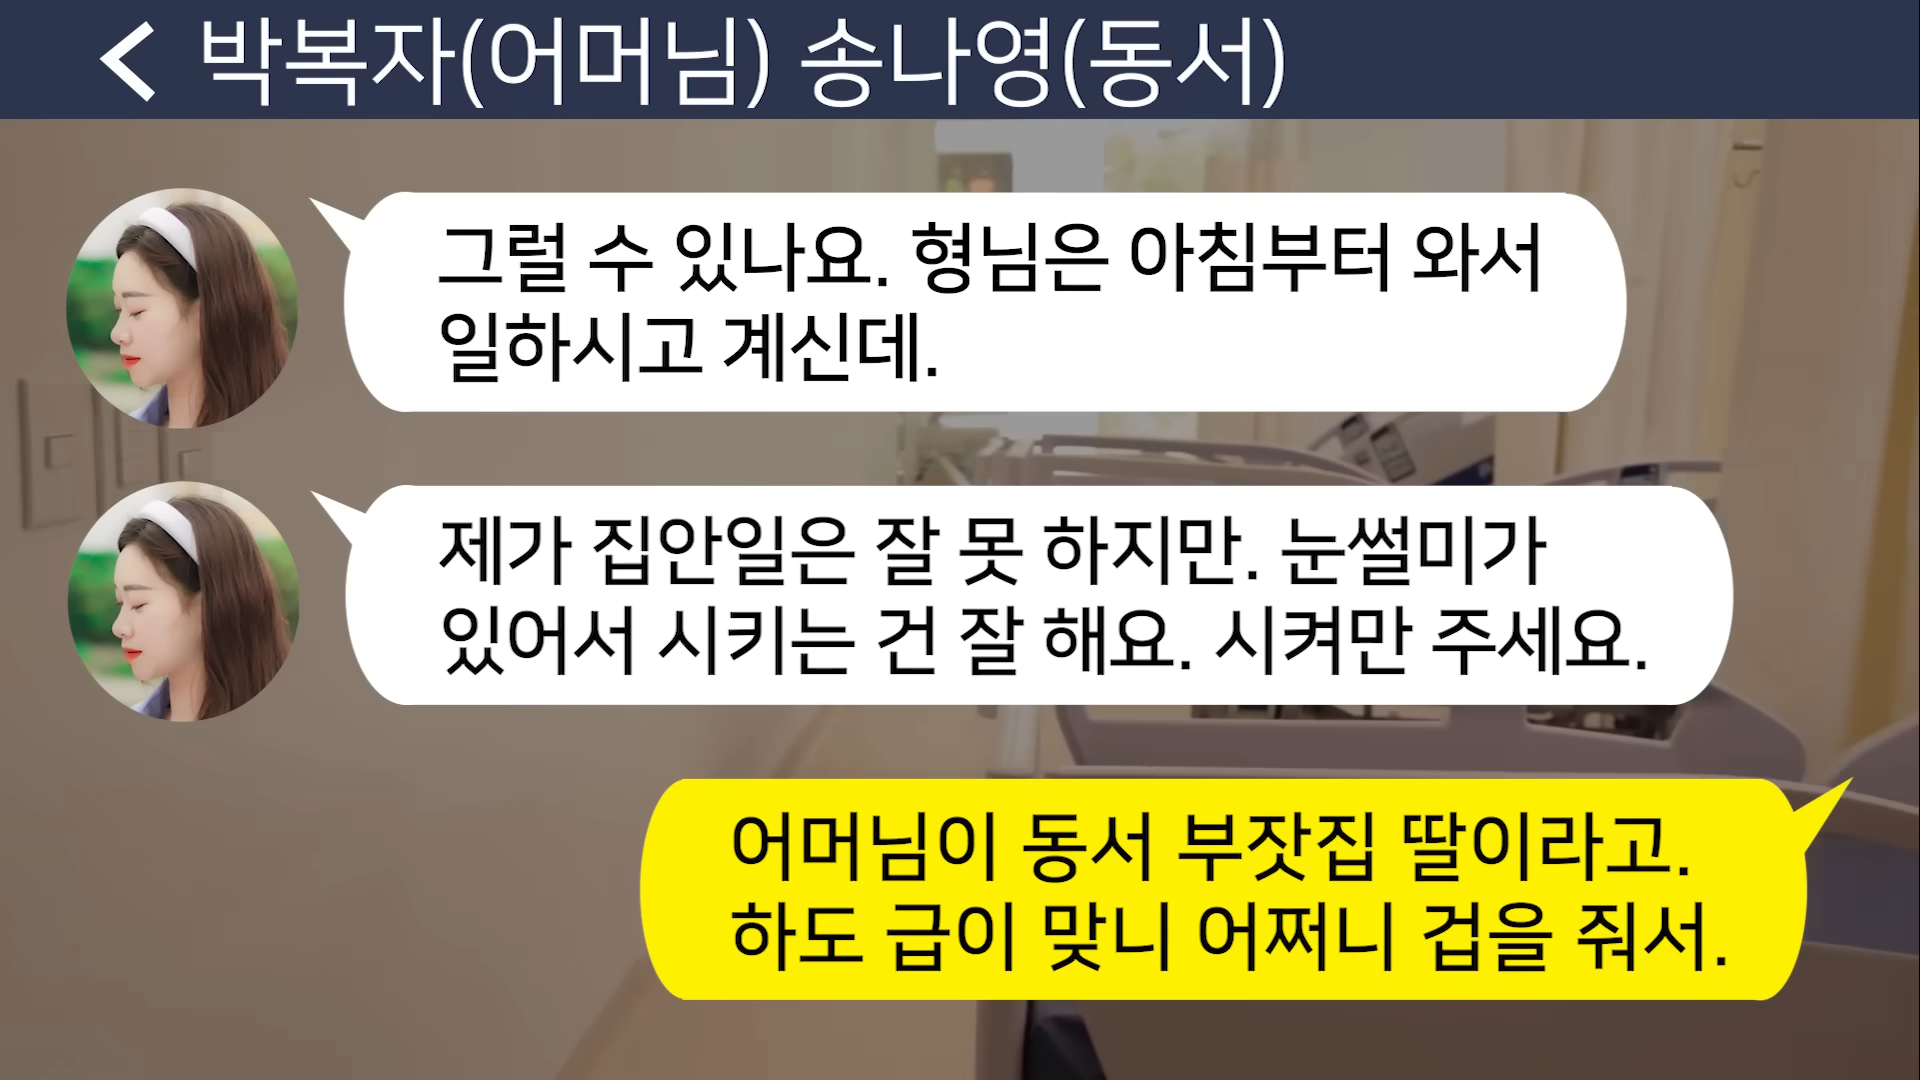 박복자(어머님) 송나영(동서)
그럴 수 있나요. 형님은 아침부터 와서
일하시고 계신데.
제가 집안일은 잘 못 하지만. 눈썰미가
있어서 시키는 건 잘 해요. 시켜만 주세요.
어머님이 동서 부잣집 딸이라고.
하도 급이 맞니 어쩌니 겁을 줘서.